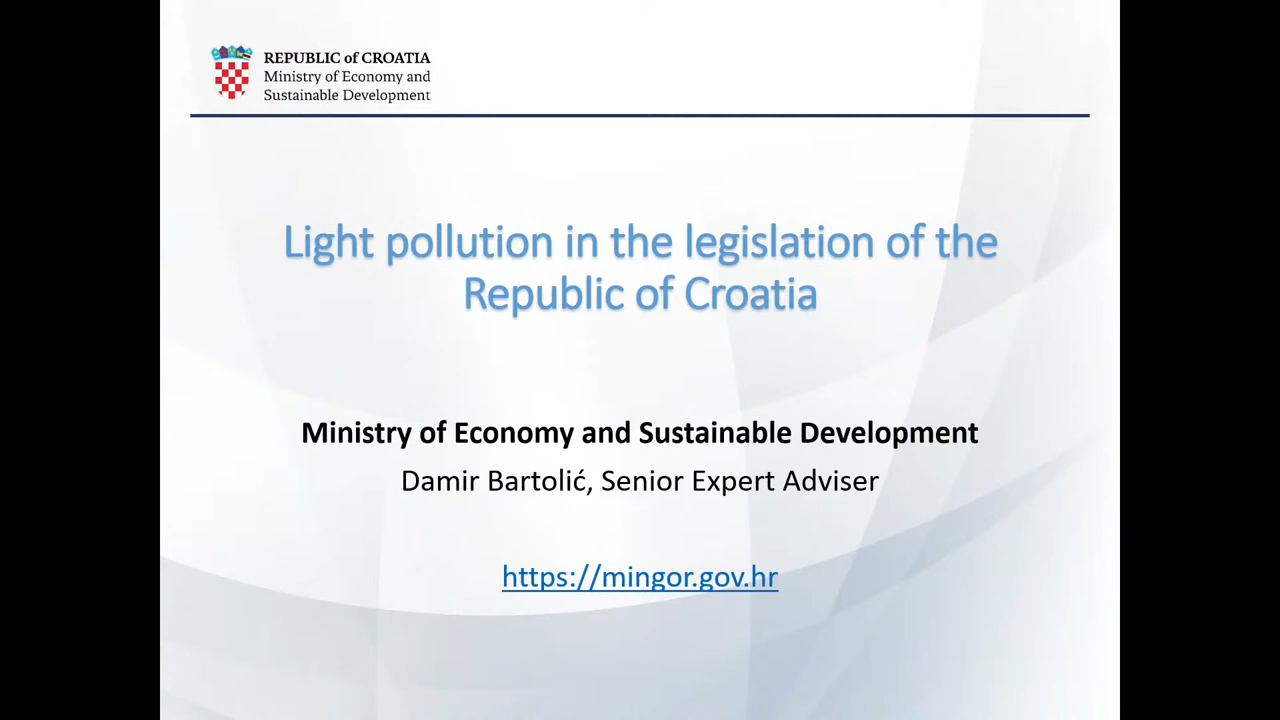 REPUBLIC of CROATIA
Ministry of Economy and
Sustainable Development
Light pollution in the legislation of the
Republic of Croatia
Ministry of Economy and Sustainable Development
Damir Bartolić, Senior Expert Adviser
https://mingor.gov.hr